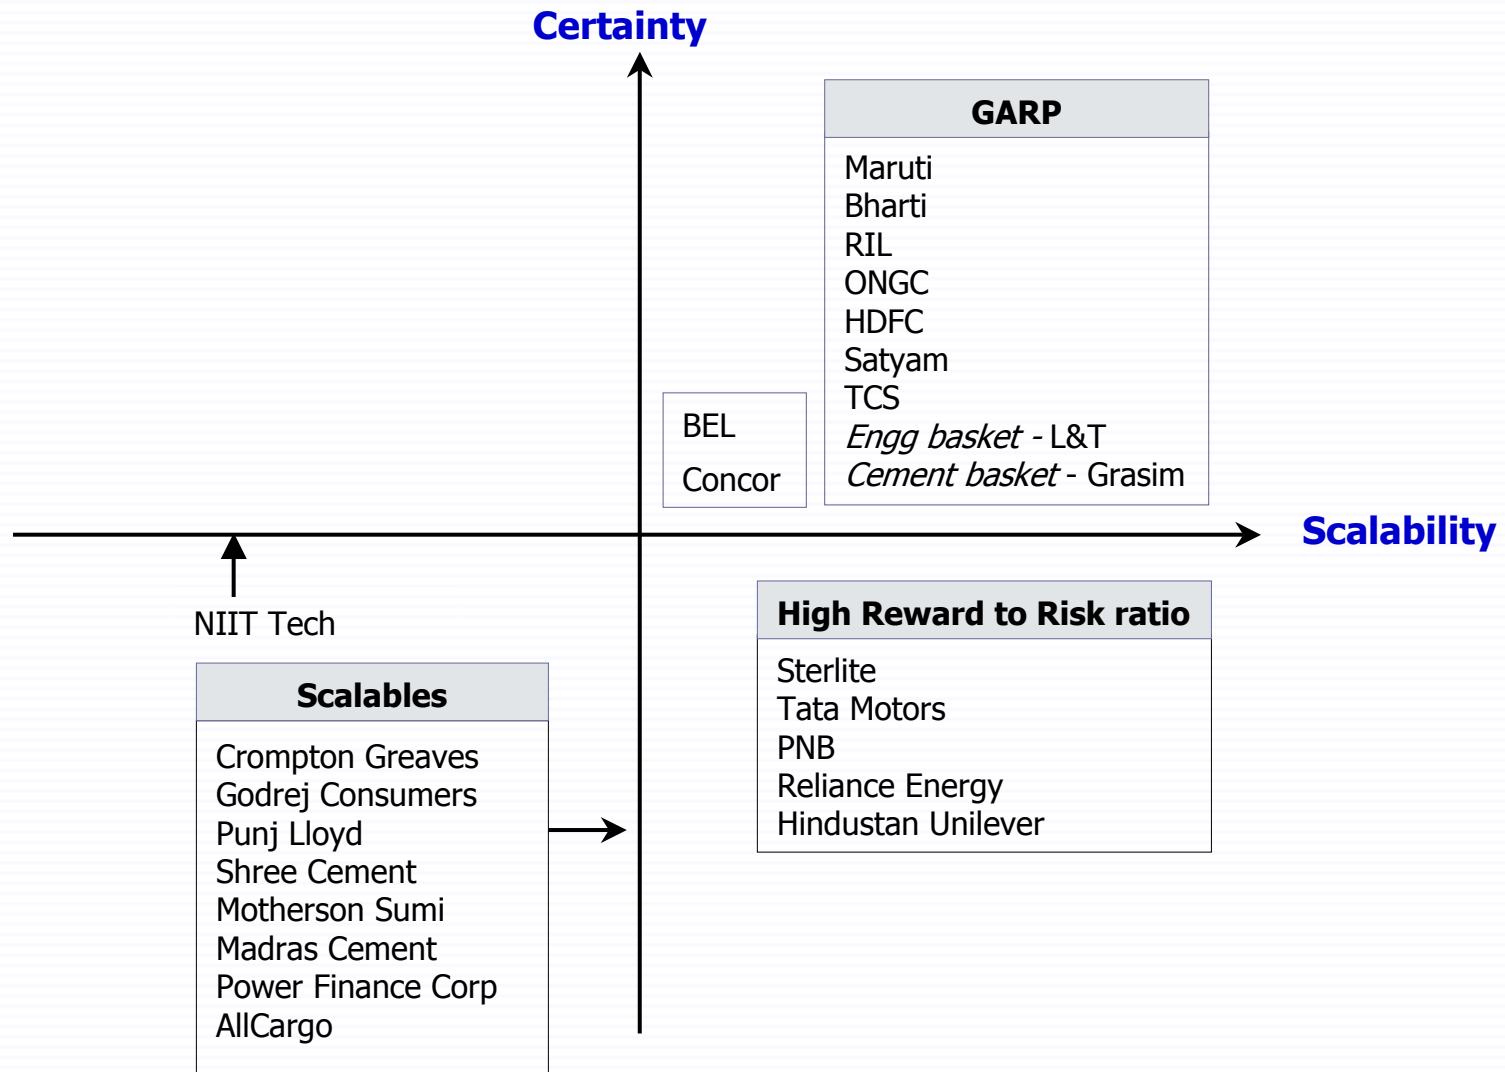 Certainty
GARP
Maruti
Bharti
RIL
ONGC
HDFC
Satyam
TCS
Engg basket - L&T
Cement basket - Grasim
BEL
Concor
Scalability
NIIT Tech
High Reward to Risk ratio
Sterlite
Tata Motors
PNB
Reliance Energy
Hindustan Unilever
Scalables
Crompton Greaves
Godrej Consumers
Punj Lloyd
Shree Cement
Motherson Sumi
Madras Cement
Power Finance Corp
AllCargo